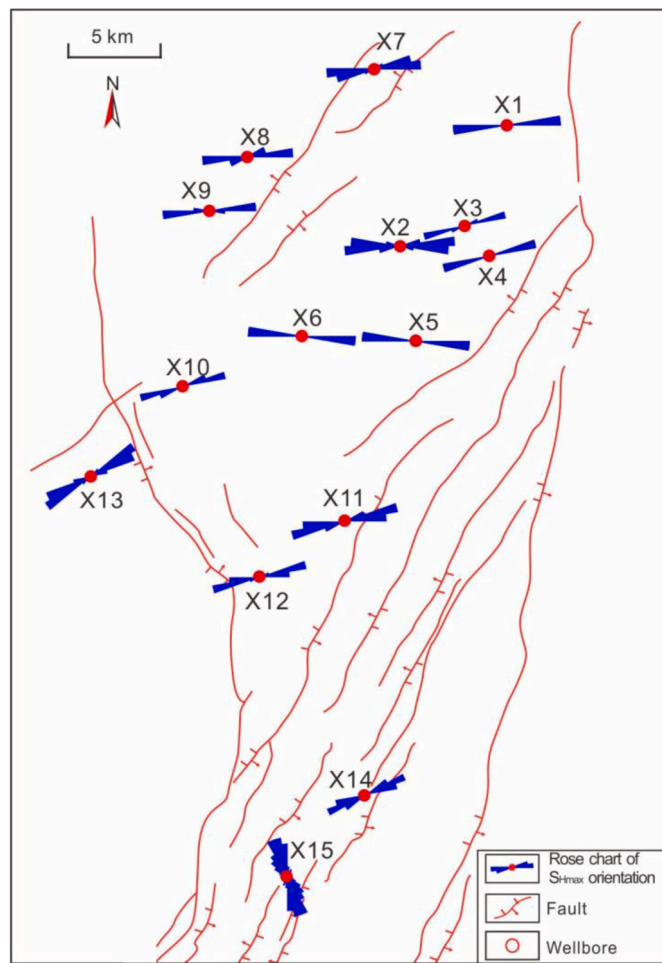 5 km
N
X7
X1
X8
X9
X3
X2
X4
X6
X5
X10
X13
X11
X12
X14
X15
Rose chart of
SHmax orientation
Fault
Wellbore